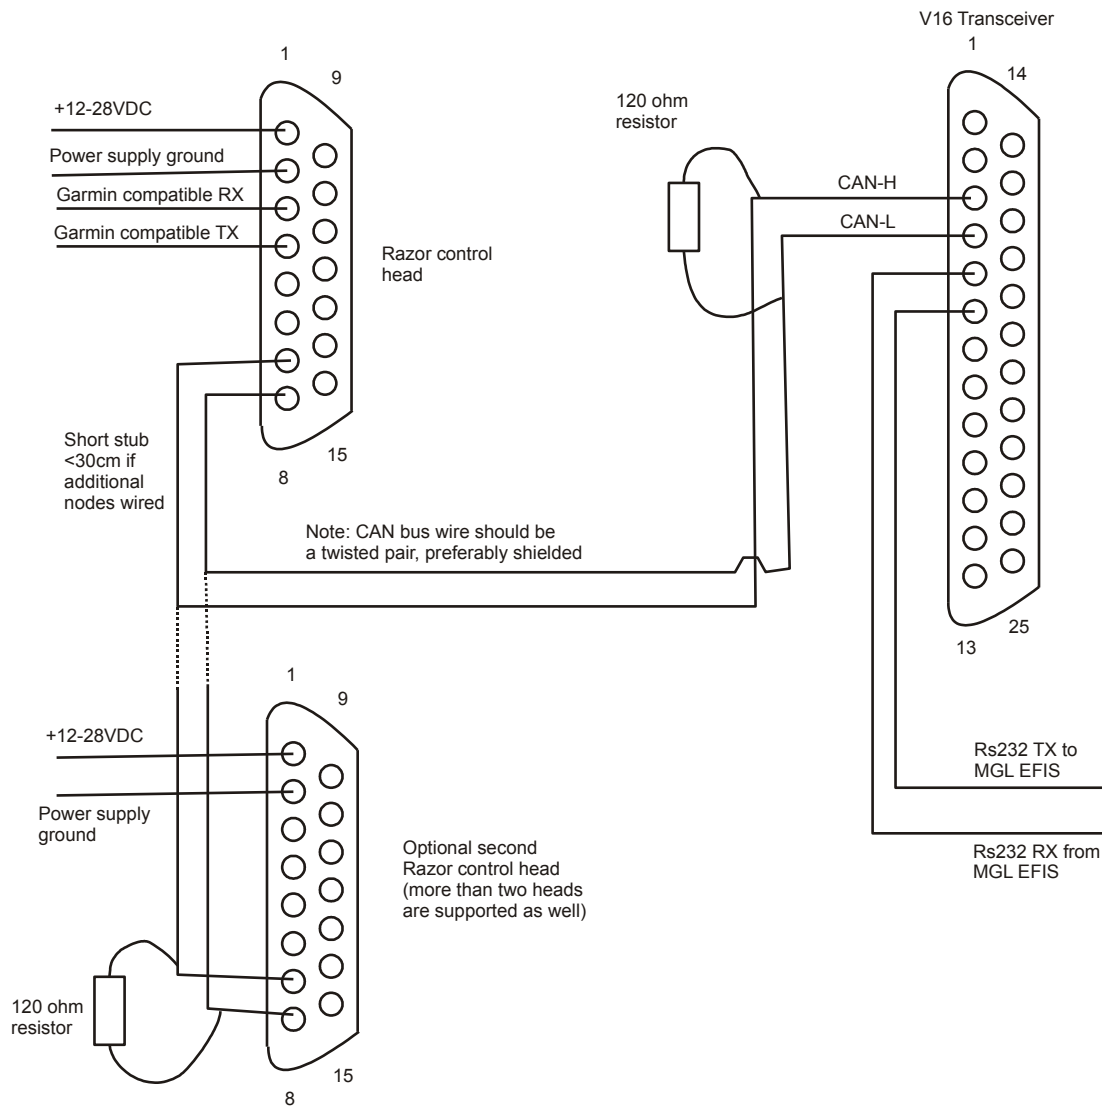 V16 Transceiver
1
14
1
9
+12-28VDC
Power supply ground
Garmin compatible RX
Garmin compatible TX
120 ohm
resistor
CAN-H
CAN-L
Razor control
head
Short stub
<30cm if
additional
nodes wired
15
8
Note: CAN bus wire should be
a twisted pair, preferably shielded
25
13
1
9
+12-28VDC
Power supply
ground
Rs232 TX to
MGL EFIS
Rs232 RX from
MGL EFIS
Optional second
Razor control head
(more than two heads
are supported as well)
120 ohm
resistor
15
8